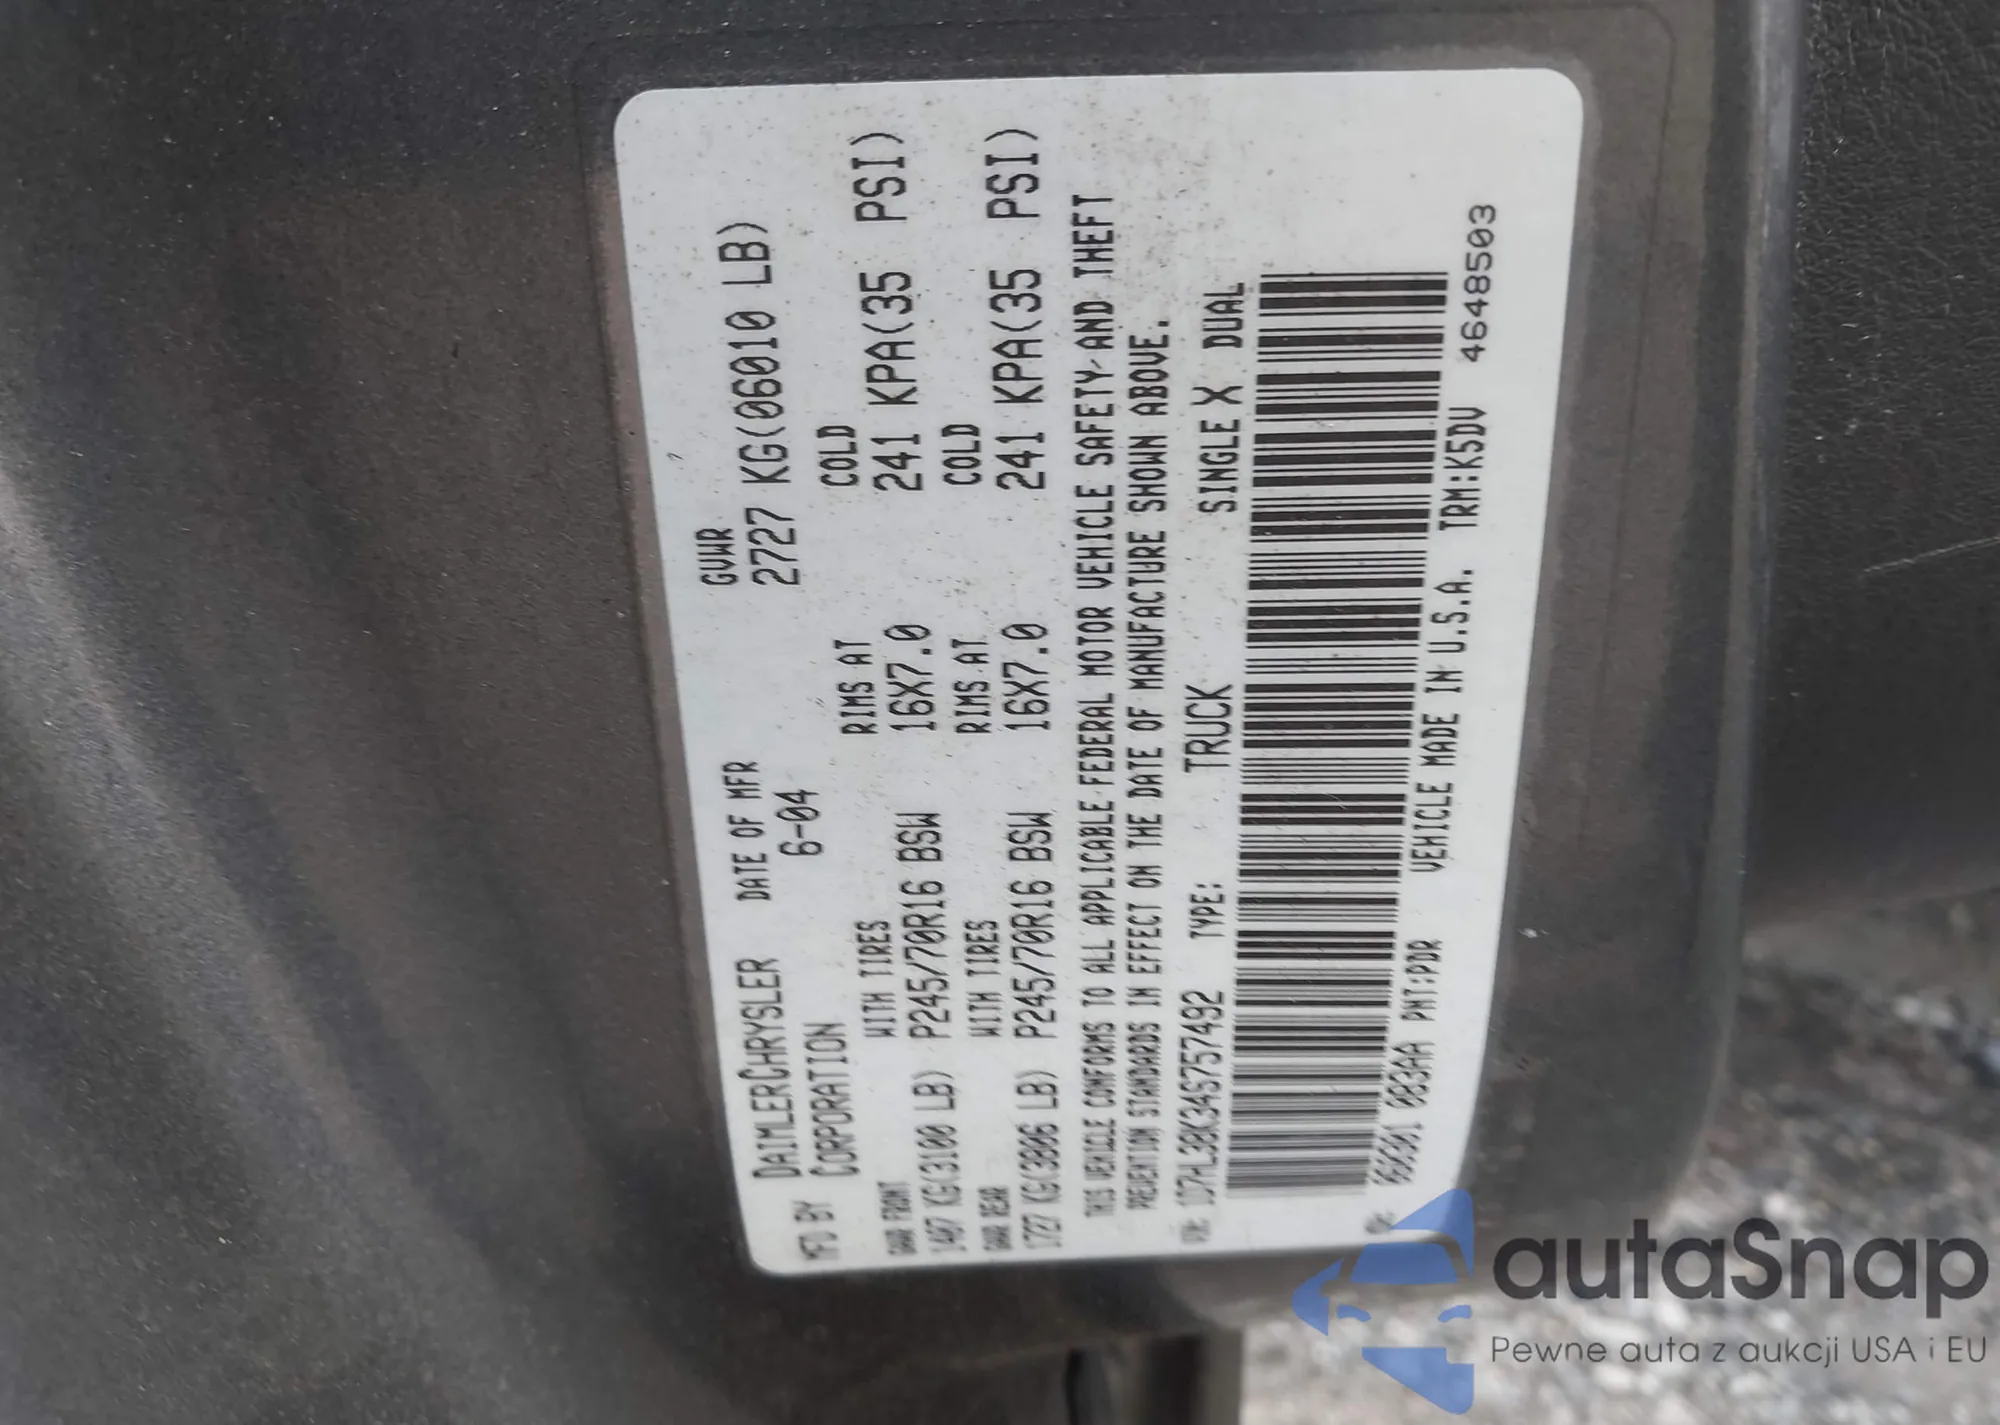 MFD BY DAIMLERCHRYSLER CORPORATION
DATE OF MFR 6-04
GVWR 2727 KG(06010 LB)
GAWR FRONT WITH TIRES RIMS AT COLD
1407 KG(3100 LB) P245/70R16 BSW 16X7.0 241 KPA(35 PSI)
GAWR REAR WITH TIRES RIMS AT COLD
1727 KG(3806 LB) P245/70R16 BSW 16X7.0 241 KPA(35 PSI)
THIS VEHICLE CONFORMS TO ALL APPLICABLE FEDERAL MOTOR VEHICLE SAFETY AND THEFT
PREVENTION STANDARDS IN EFFECT ON THE DATE OF MANUFACTURE SHOWN ABOVE.
VIN: 1D7HL38K34S757492 TYPE: TRUCK SINGLE X DUAL
083AA PNT:PDR VEHICLE MADE IN U.S.A. TRM:K5DV 46485503
autaSnap
Pewne auta z aukcji USA i EU